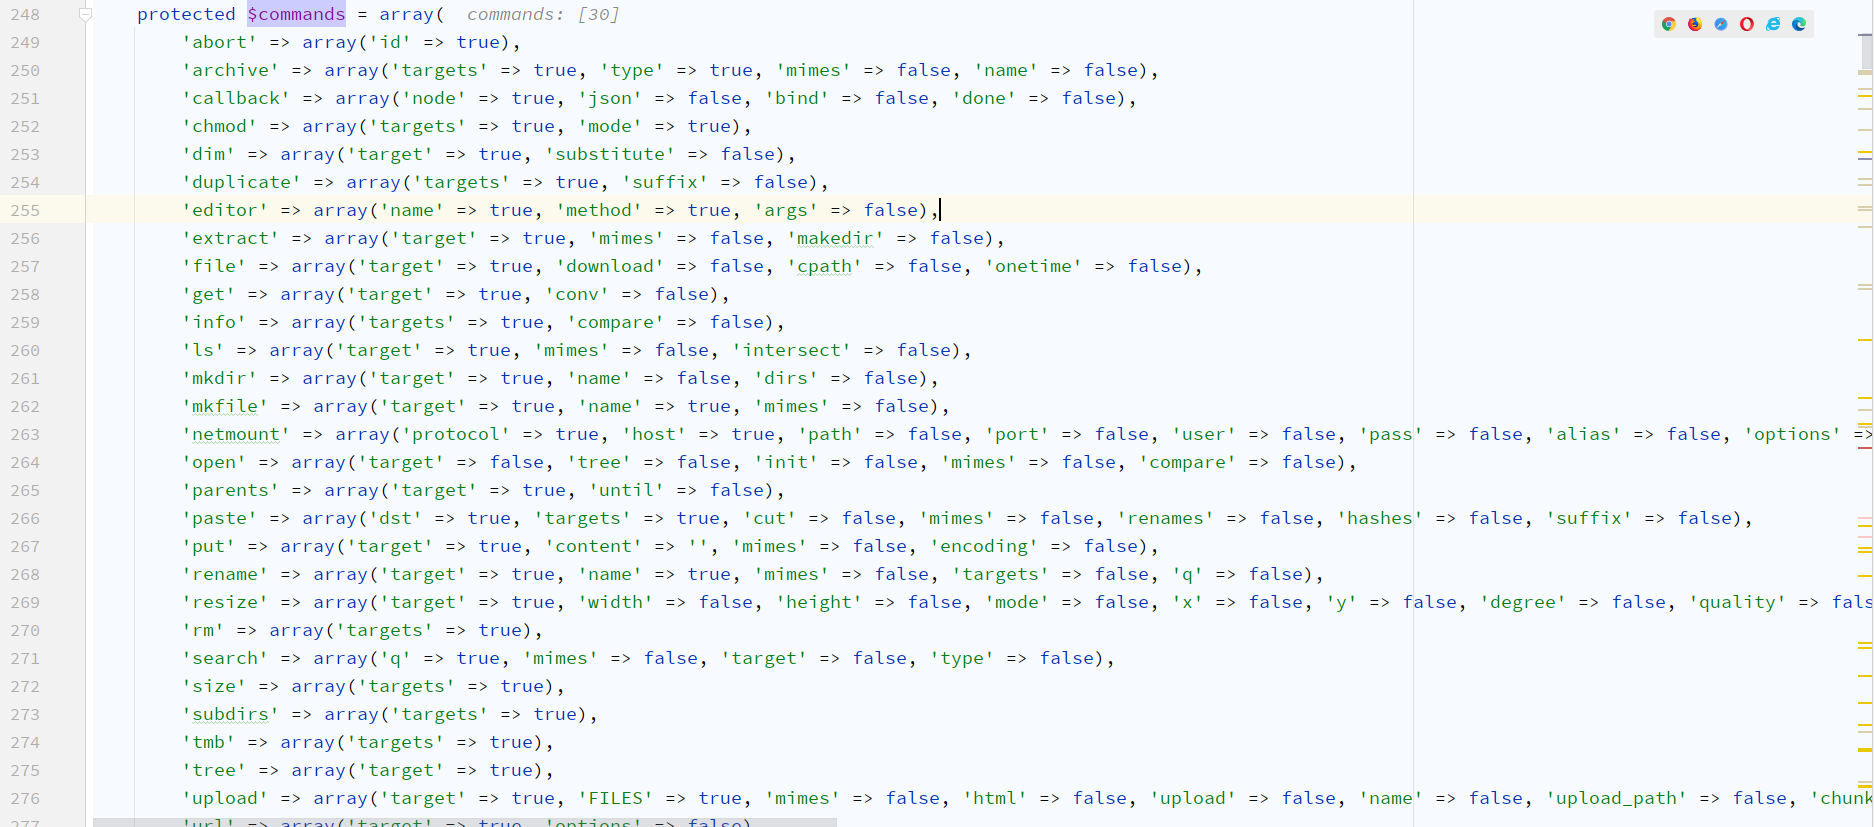 248 protected $commands = array( commands: [30]
249 'abort' => array('id' => true),
250 'archive' => array('targets' => true, 'type' => true, 'mimes' => false, 'name' => false),
251 'callback' => array('node' => true, 'json' => false, 'bind' => false, 'done' => false),
252 'chmod' => array('targets' => true, 'mode' => true),
253 'dim' => array('target' => true, 'substitute' => false),
254 'duplicate' => array('targets' => true, 'suffix' => false),
255 'editor' => array('name' => true, 'method' => true, 'args' => false),
256 'extract' => array('target' => true, 'mimes' => false, 'makedir' => false),
257 'file' => array('target' => true, 'download' => false, 'cpath' => false, 'onetime' => false),
258 'get' => array('target' => true, 'conv' => false),
259 'info' => array('targets' => true, 'compare' => false),
260 'ls' => array('target' => true, 'mimes' => false, 'intersect' => false),
261 'mkdir' => array('target' => true, 'name' => false, 'dirs' => false),
262 'mkfile' => array('target' => true, 'name' => true, 'mimes' => false),
263 'netmount' => array('protocol' => true, 'host' => true, 'path' => false, 'port' => false, 'user' => false, 'pass' => false, 'alias' => false, 'options' =>
264 'open' => array('target' => false, 'tree' => false, 'init' => false, 'mimes' => false, 'compare' => false),
265 'parents' => array('target' => true, 'until' => false),
266 'paste' => array('dst' => true, 'targets' => true, 'cut' => false, 'mimes' => false, 'renames' => false, 'hashes' => false, 'suffix' => false),
267 'put' => array('target' => true, 'content' => '', 'mimes' => false, 'encoding' => false),
268 'rename' => array('target' => true, 'name' => true, 'mimes' => false, 'targets' => false, 'q' => false),
269 'resize' => array('target' => true, 'width' => false, 'height' => false, 'mode' => false, 'x' => false, 'y' => false, 'degree' => false, 'quality' => fals
270 'rm' => array('targets' => true),
271 'search' => array('q' => true, 'mimes' => false, 'target' => false, 'type' => false),
272 'size' => array('targets' => true),
273 'subdirs' => array('targets' => true),
274 'tmb' => array('targets' => true),
275 'tree' => array('target' => true),
276 'upload' => array('target' => true, 'FILES' => true, 'mimes' => false, 'html' => false, 'upload' => false, 'name' => false, 'upload_path' => false, 'chunk
277 'url' => array('target' => true, 'options' => false)